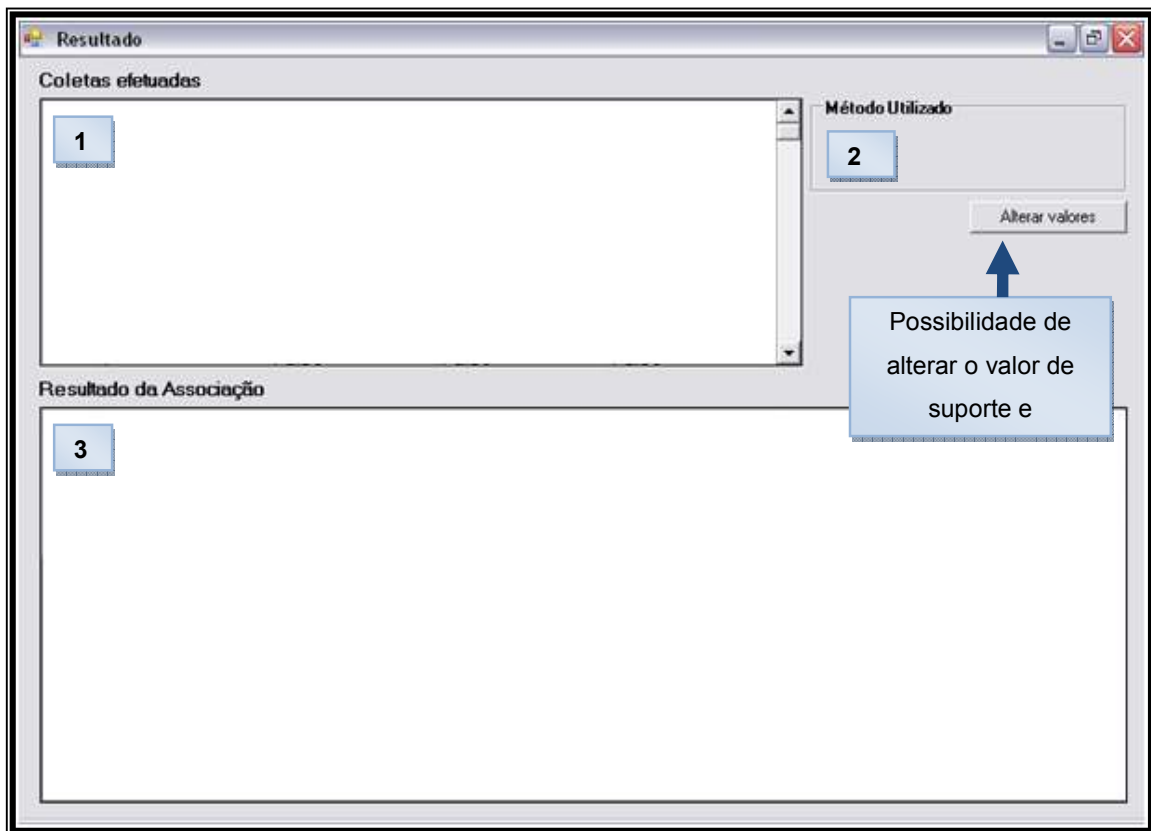 Resultado
Coletas efetuadas
1
Método Utilizado
2
Alterar valores
Possibilidade de
alterar o valor de
suporte e
Resultado da Associação
3